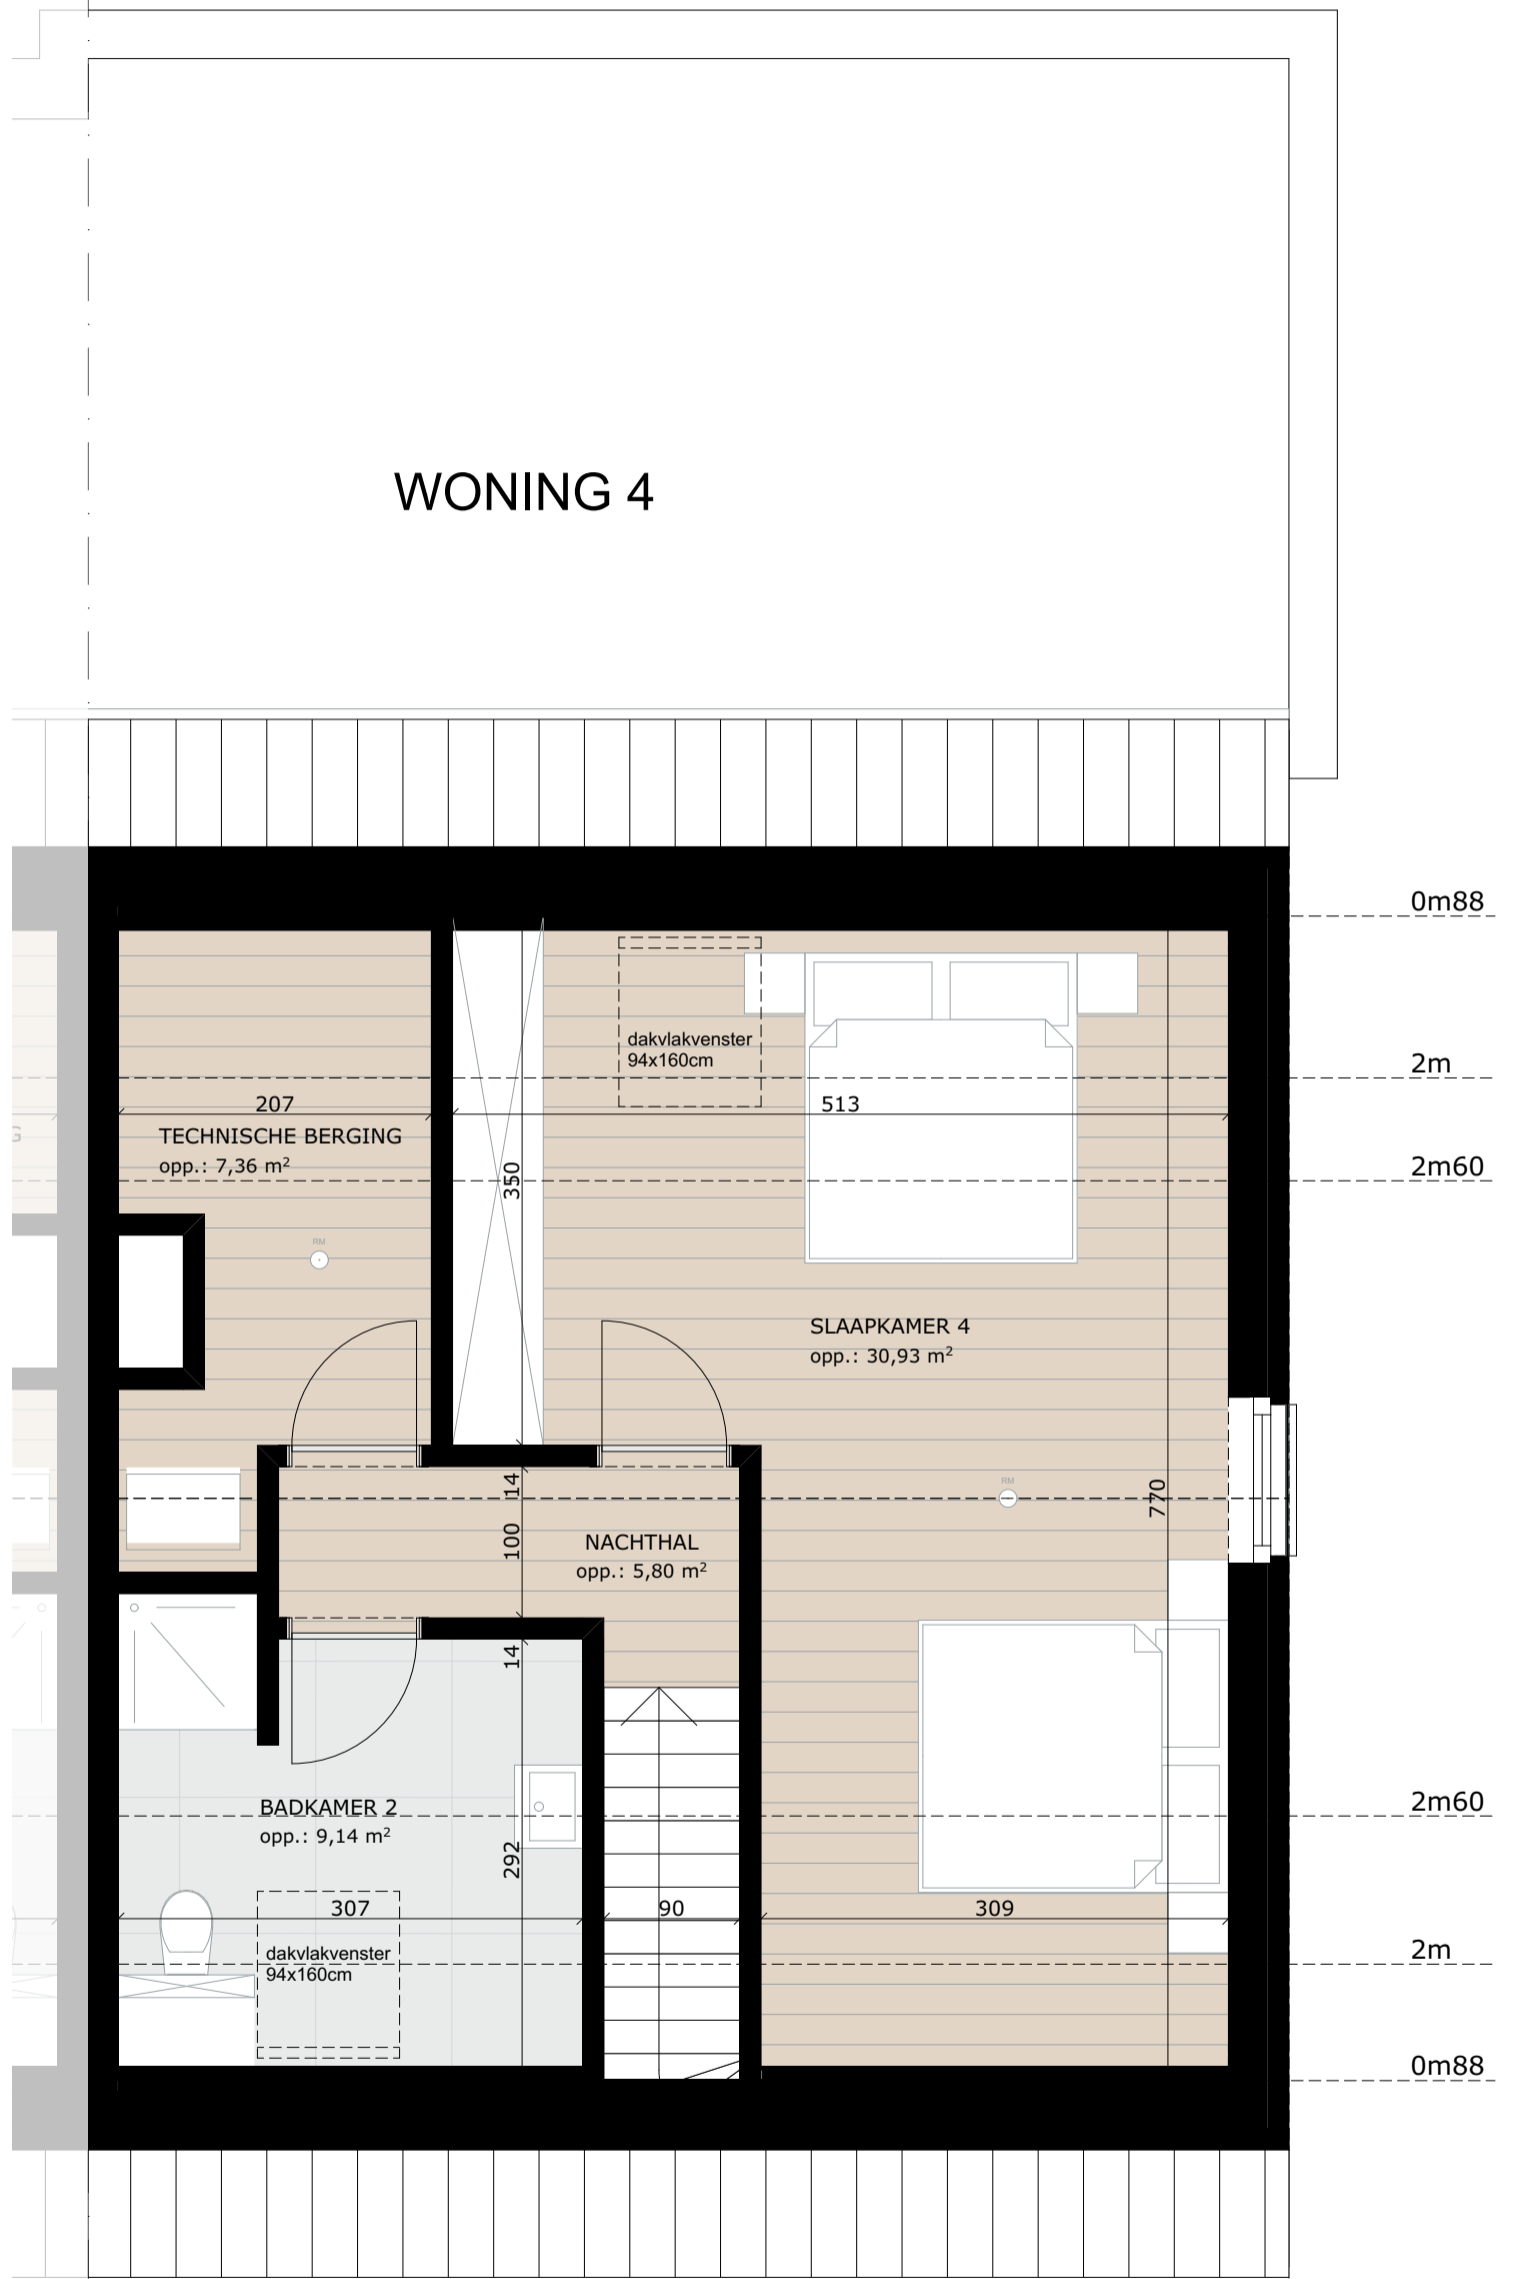 WONING 4
0m88
dakvlakvenster
94x160cm
2m
207
513
TECHNISCHE BERGING
opp.: 7,36 m²
350
2m60
RM
SLAAPKAMER 4
opp.: 30,93 m²
14
RM
770
100
NACHTHAL
opp.: 5,80 m²
14
BADKAMER 2
opp.: 9,14 m²
2m60
292
307
90
309
dakvlakvenster
94x160cm
2m
0m88